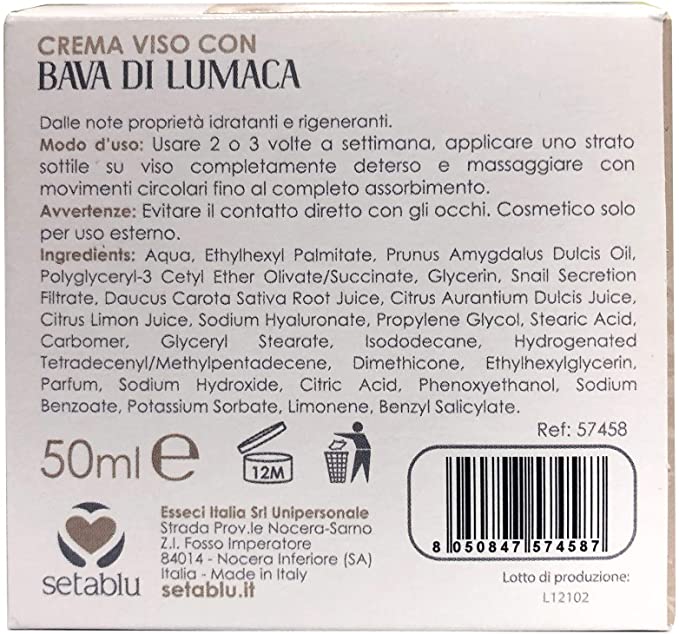 CREMA VISO CON
BAVA DI LUMACA
Dalle note proprietà idratanti e rigeneranti.
Modo d'uso: Usare 2 o 3 volte a settimana, applicare uno strato
sottile su viso completamente deterso e massaggiare con
movimenti circolari fino al completo assorbimento.
Avvertenze: Evitare il contatto diretto con gli occhi. Cosmetico solo
per uso esterno.
Ingredients: Aqua, Ethylhexyl Palmitate, Prunus Amygdalus Dulcis Oil,
Polyglyceryl-3 Cetyl Ether Olivate/Succinate, Glycerin, Snail Secretion
Filtrate, Daucus Carota Sativa Root Juice, Citrus Aurantium Dulcis Juice,
Citrus Limon Juice, Sodium Hyaluronate, Propylene Glycol, Stearic Acid,
Carbomer, Glyceryl Stearate, Isododecane, Hydrogenated
Tetradecenyl/Methylpentadecene, Dimethicone, Ethylhexylglycerin,
Parfum, Sodium Hydroxide, Citric Acid, Phenoxyethanol, Sodium
Benzoate, Potassium Sorbate, Limonene, Benzyl Salicylate.
Ref: 57458
50ml e
12M
8 050847 574587
Esseci Italia Srl Unipersonale
Strada Prov.le Nocera-Sarno
Z.I. Fosso Imperatore
84014 - Nocera Inferiore (SA)
Italia - Made in Italy
setablu.it
setablu
Lotto di produzione:
L12102